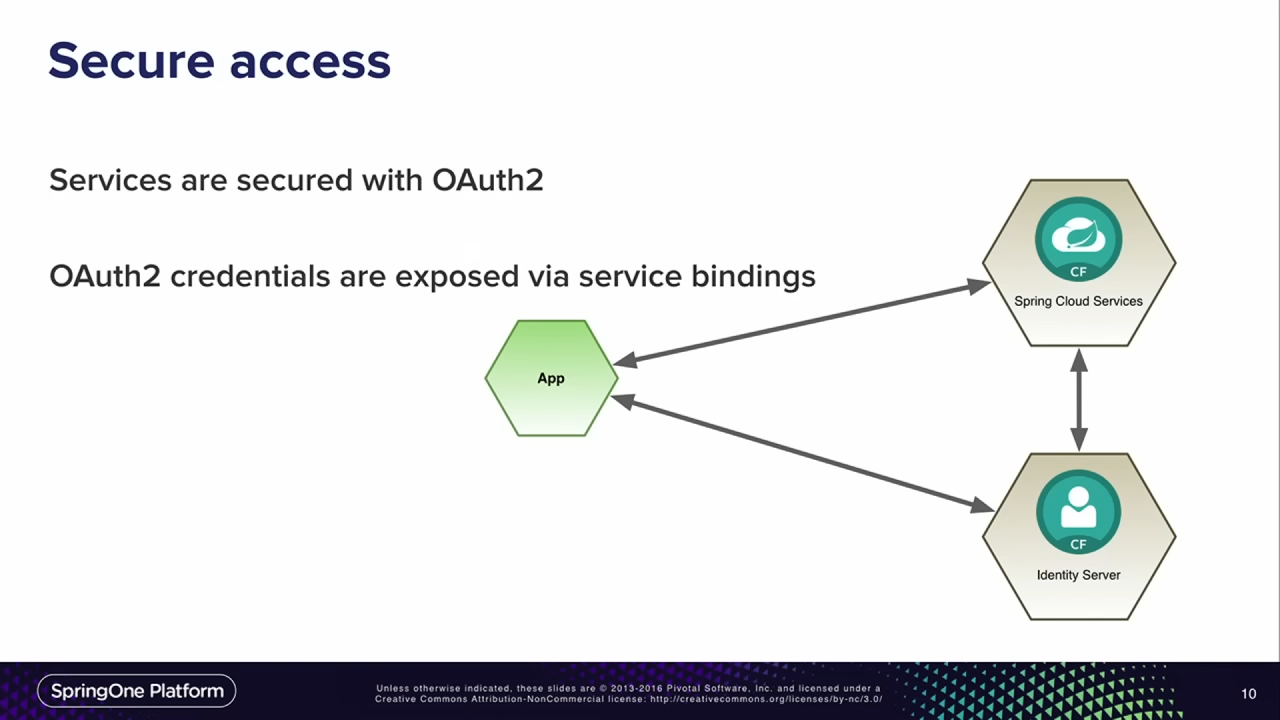 Secure access
Services are secured with OAuth2
OAuth2 credentials are exposed via service bindings
CF
Spring Cloud Services
App
CF
Identity Server
SpringOne Platform
Unless otherwise indicated, these slides are © 2013-2016 Pivotal Software, Inc. and licensed under a
Creative Commons Attribution-NonCommercial license: http://creativecommons.org/licenses/by-nc/3.0/
10